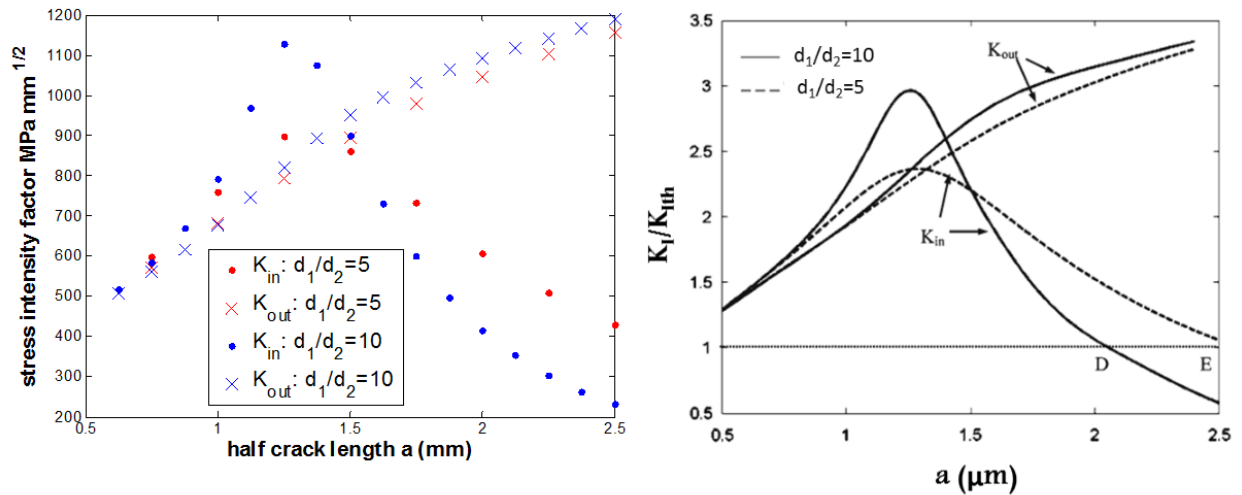 stress intensity factor MPa mm 1/2
1200
1100
1000
900
800
700
600
500
400
300
200
0.5
1
1.5
2
2.5
half crack length a (mm)
K_in: d_1/d_2=5
K_out: d_1/d_2=5
K_in: d_1/d_2=10
K_out: d_1/d_2=10
K_I/K_Ith
4
3.5
3
2.5
2
1.5
1
0.5
0.5
1
1.5
2
2.5
a (μm)
d_1/d_2=10
d_1/d_2=5
K_out
K_in
D
E